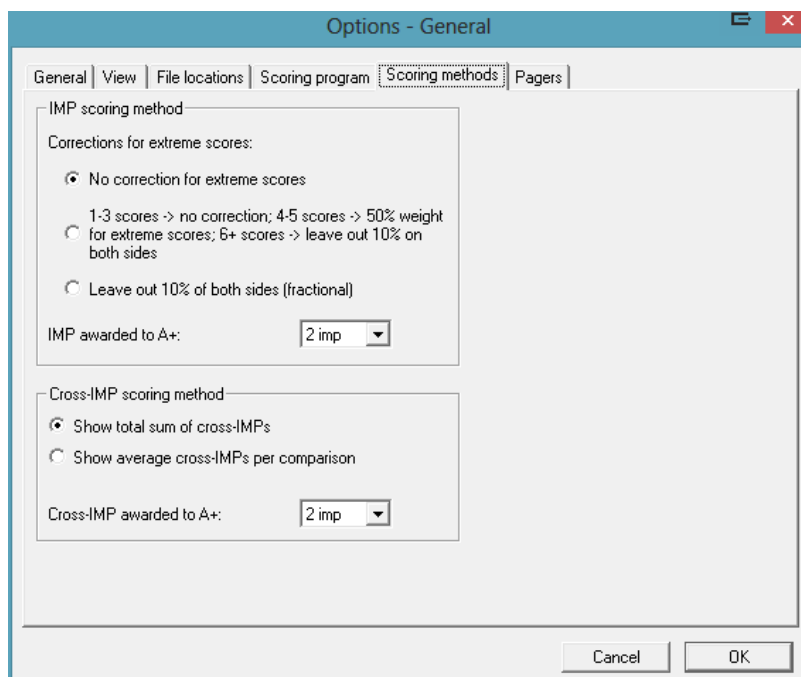 Options - General
General View File locations Scoring program Scoring methods Pagers
IMP scoring method
Corrections for extreme scores:
No correction for extreme scores
1-3 scores -> no correction; 4-5 scores -> 50% weight
for extreme scores; 6+ scores -> leave out 10% on
both sides
Leave out 10% of both sides (fractional)
IMP awarded to A+: 2 imp
Cross-IMP scoring method
Show total sum of cross-IMPs
Show average cross-IMPs per comparison
Cross-IMP awarded to A+: 2 imp
Cancel OK